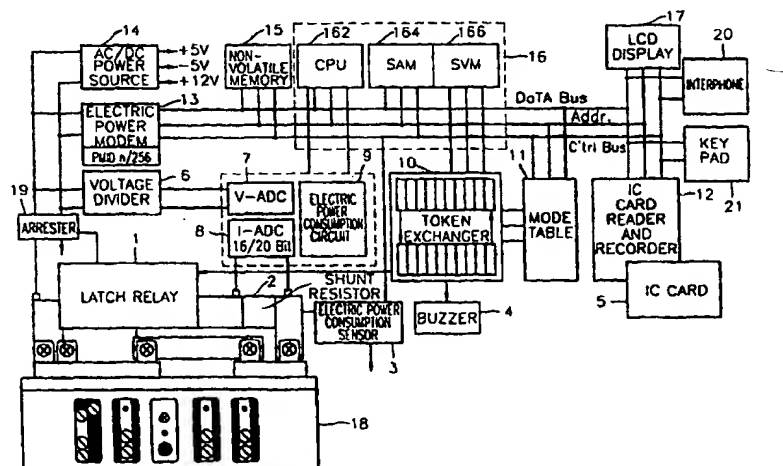 14
AC/DC
POWER
SOURCE
+5V
-5V
+12V
15
NON-
VOLATILE
MEMORY
162
CPU
164
SAM
166
SVM
16
17
LCD
DISPLAY
20
INTERPHONE
13
ELECTRIC
POWER
MODEM
DaTA Bus
Addr.
C'trl Bus
KEY
PAD
21
19
ARRESTER
VOLTAGE
DIVIDER
6
7
V-ADC
8
I-ADC
16/20 Bit
9
ELECTRIC
POWER
CONSUMPTION
CIRCUIT
10
TOKEN
EXCHANGER
11
MODE
TABLE
12
IC
CARD READER
AND
RECORDER
1
LATCH RELAY
2
SHUNT
RESISTOR
ELECTRIC POWER
CONSUMPTION
SENSOR
3
BUZZER
4
5
IC CARD
18